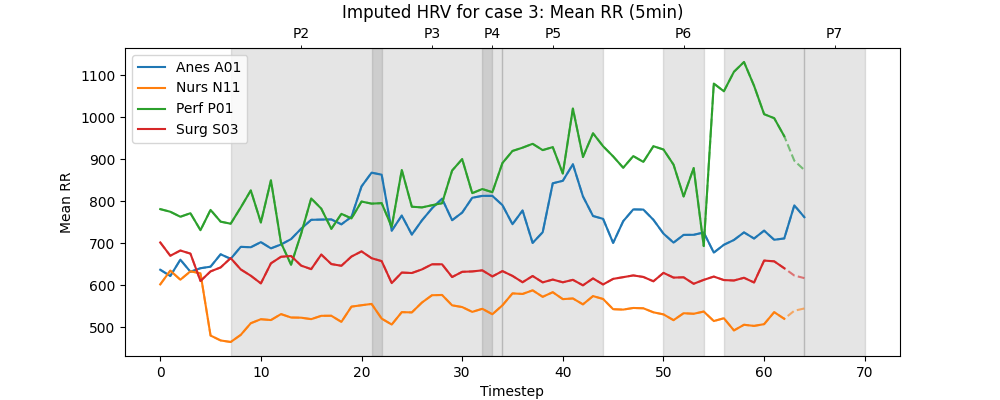 Imputed HRV for case 3: Mean RR (5min)
P2 P3 P4 P5 P6 P7
Anes A01
Nurs N11
Perf P01
Surg S03
Mean RR
1100
1000
900
800
700
600
500
0 10 20 30 40 50 60 70
Timestep